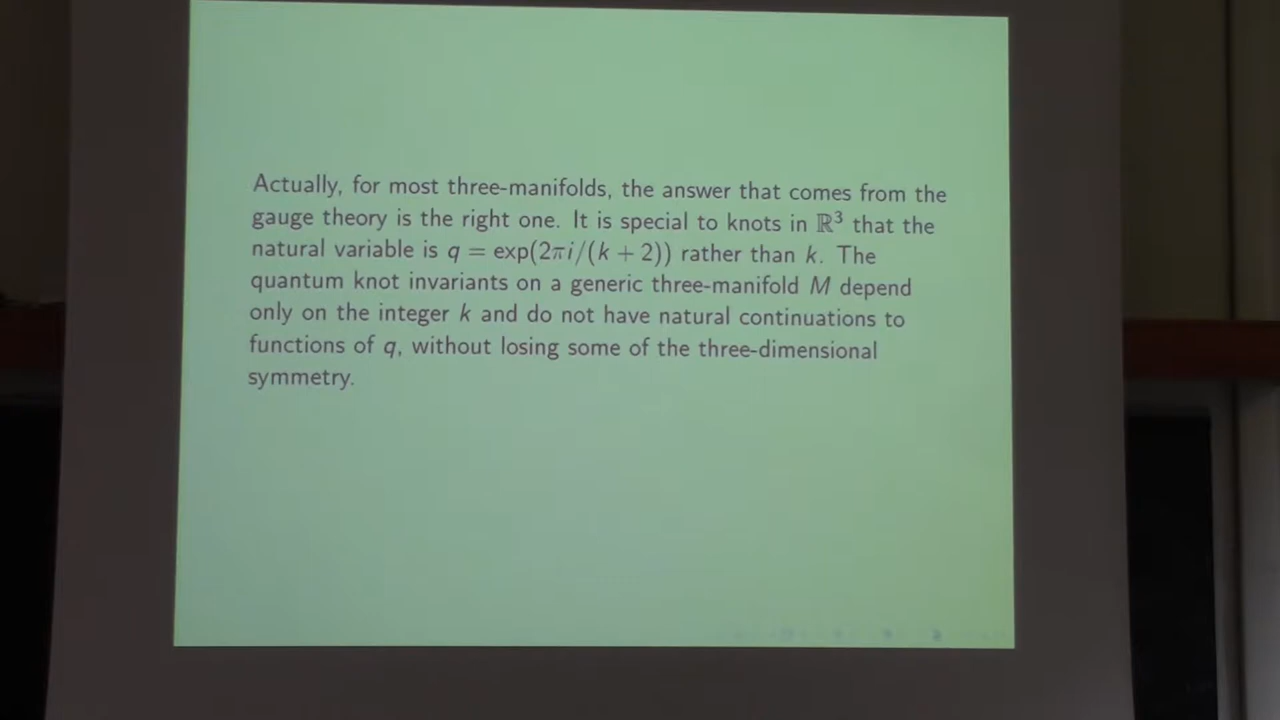 Actually, for most three-manifolds, the answer that comes from the
gauge theory is the right one. It is special to knots in ℝ³ that the
natural variable is q = exp(2πi/(k + 2)) rather than k. The
quantum knot invariants on a generic three-manifold M depend
only on the integer k and do not have natural continuations to
functions of q, without losing some of the three-dimensional
symmetry.